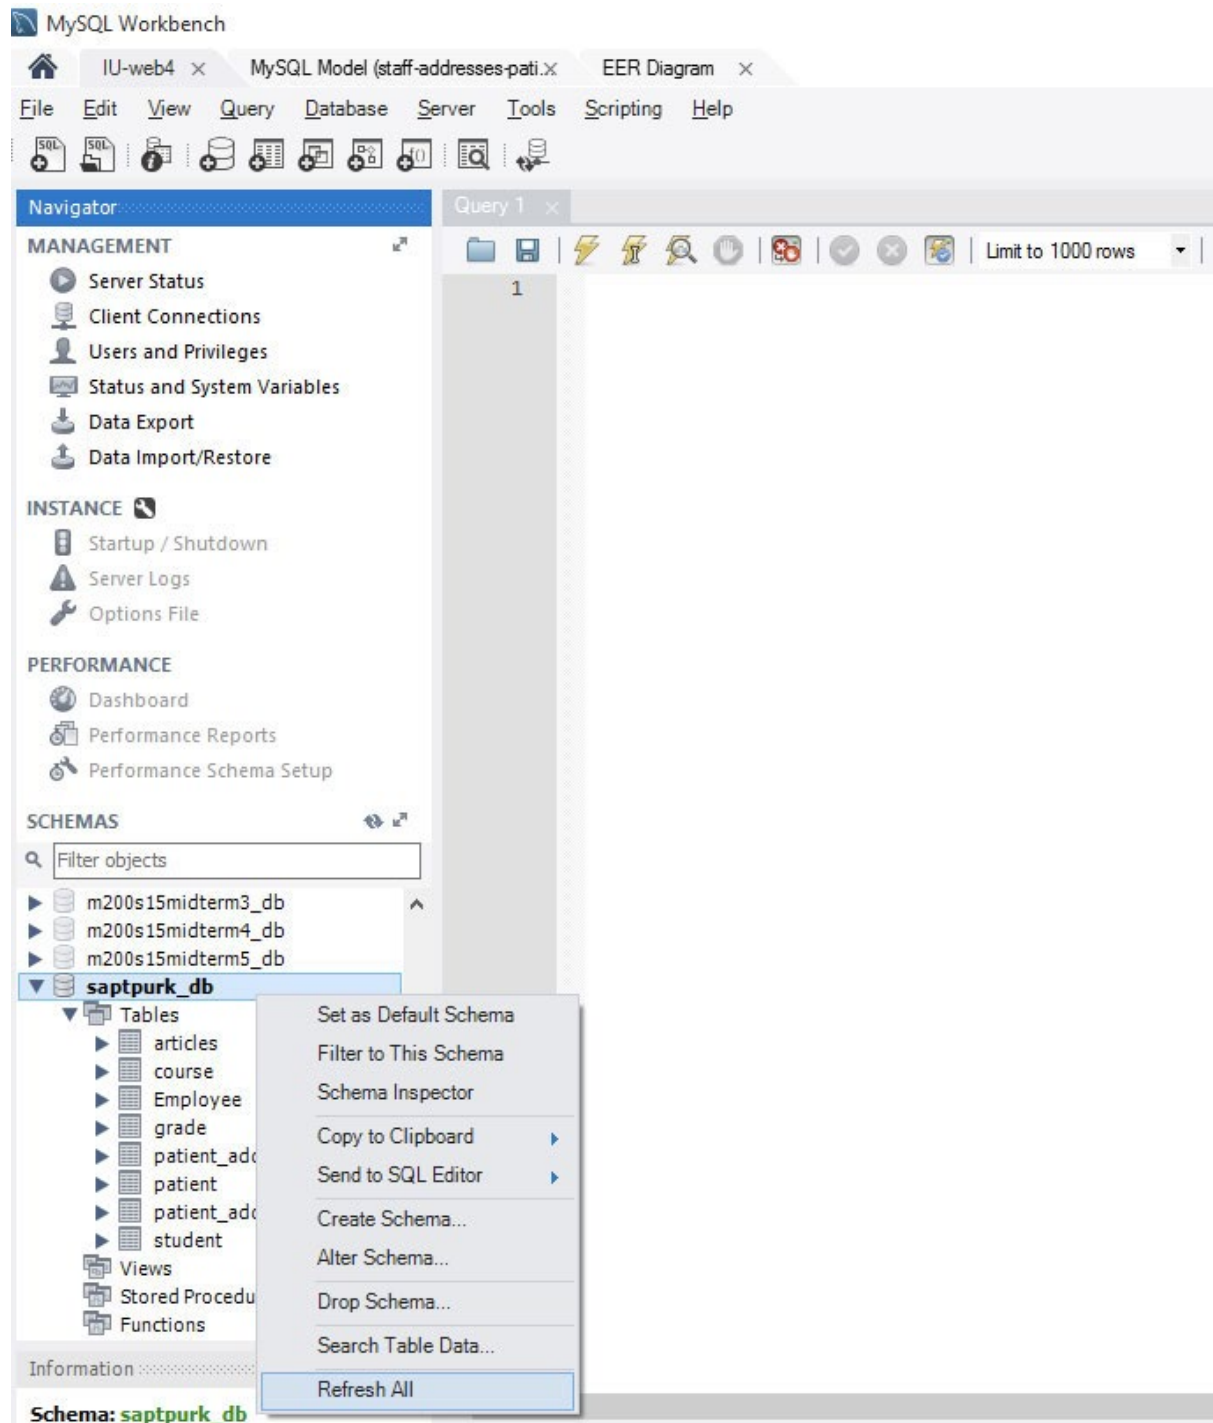 MySQL Workbench
IU-web4 MySQL Model (staff-addresses-pati... EER Diagram
File Edit View Query Database Server Tools Scripting Help
Navigator
Query 1
MANAGEMENT
Limit to 1000 rows
Server Status
1
Client Connections
Users and Privileges
Status and System Variables
Data Export
Data Import/Restore
INSTANCE
Startup / Shutdown
Server Logs
Options File
PERFORMANCE
Dashboard
Performance Reports
Performance Schema Setup
SCHEMAS
Filter objects
m200s15midterm3_db
m200s15midterm4_db
m200s15midterm5_db
saptpurk_db
Tables
articles
course
Employee
grade
patient_add
patient
patient_add
student
Views
Stored Procedu
Functions
Set as Default Schema
Filter to This Schema
Schema Inspector
Copy to Clipboard
Send to SQL Editor
Create Schema...
Alter Schema...
Drop Schema...
Search Table Data...
Refresh All
Information
Schema: saptpurk_db